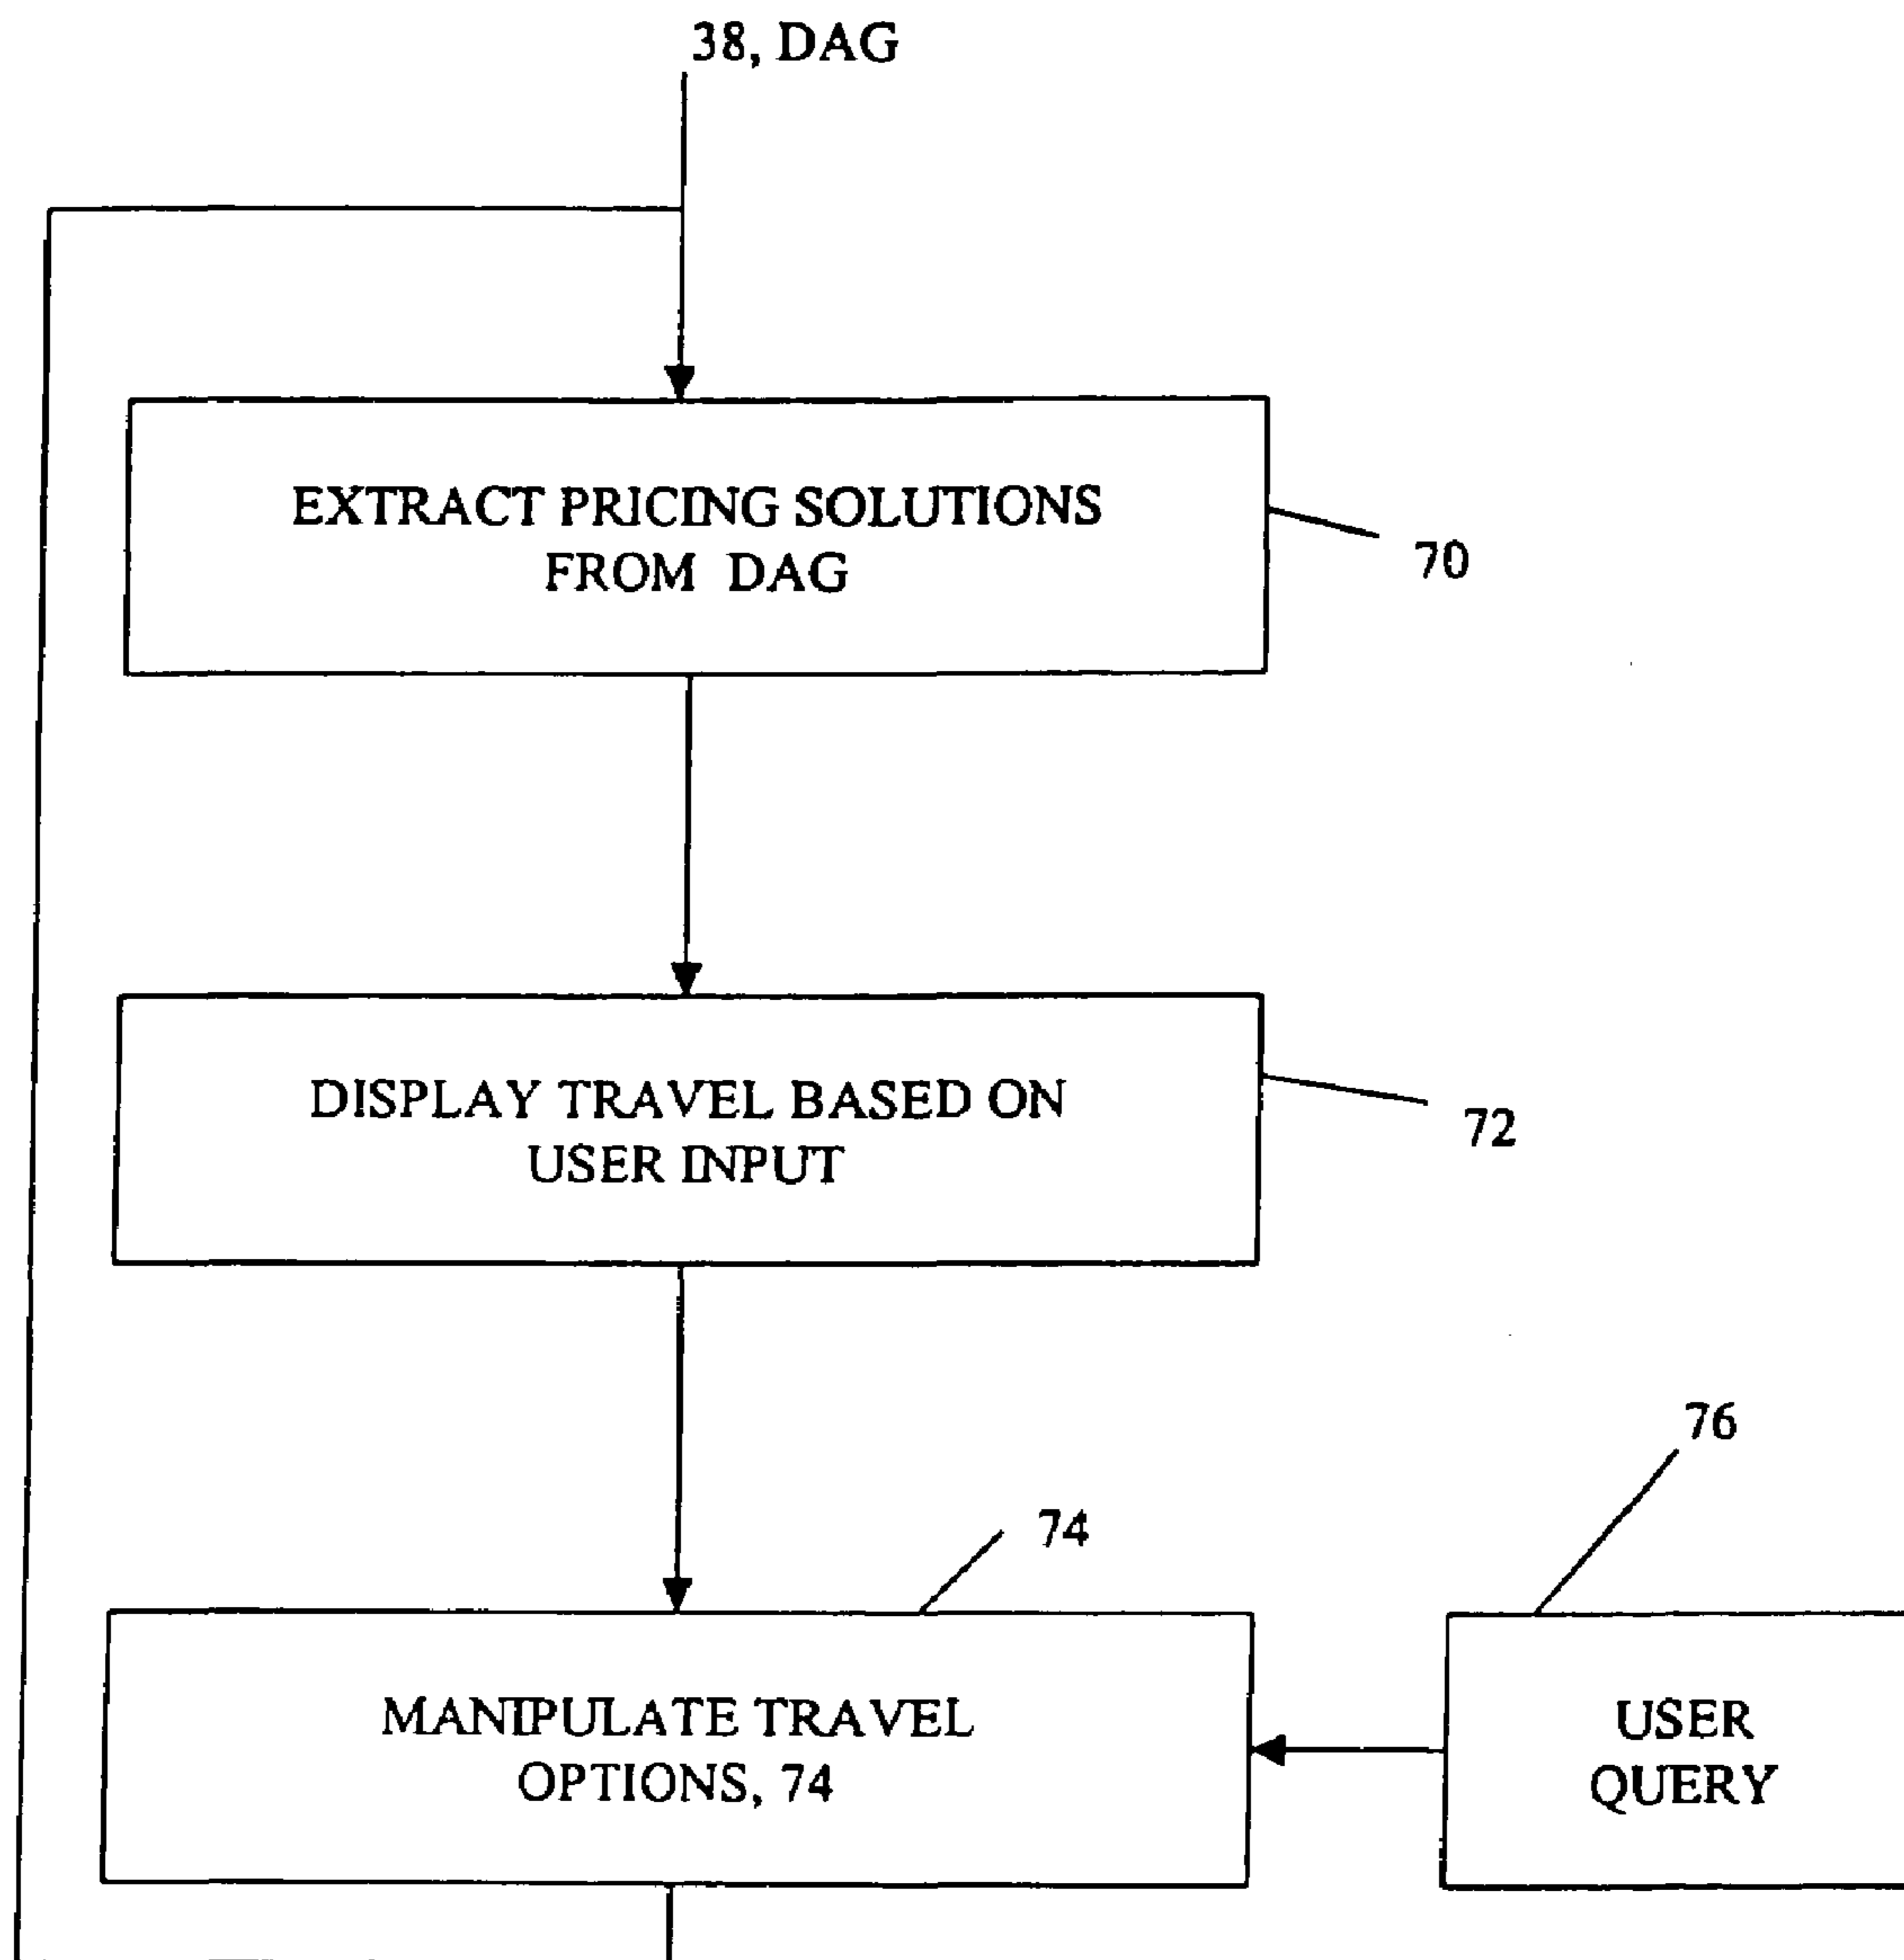 38, DAG
EXTRACT PRICING SOLUTIONS
FROM DAG
70
DISPLAY TRAVEL BASED ON
USER INPUT
72
76
74
MANIPULATE TRAVEL
OPTIONS, 74
USER
QUERY